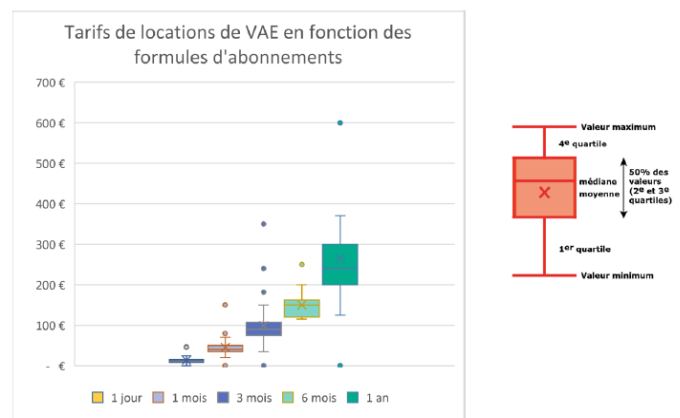 Tarifs de locations de VAE en fonction des
formules d'abonnements
700 €
600 €
500 €
400 €
300 €
200 €
100 €
- €
1 jour
1 mois
3 mois
6 mois
1 an
Valeur maximum
4e quartile
médiane
moyenne
50% des
valeurs
(2e et 3e
quartiles)
1er quartile
Valeur minimum